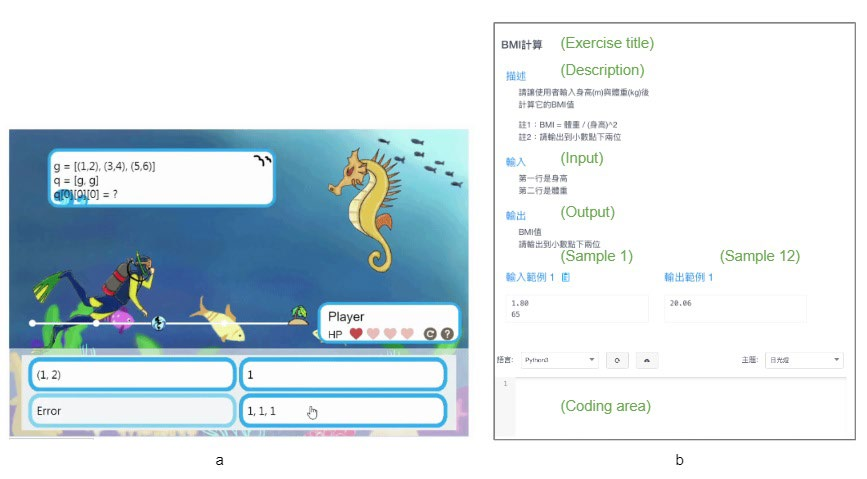 g = [(1,2), (3,4), (5,6)]
q = [g, g]
q[0][0][0] = ?
Player
HP
(1, 2)
1
Error
1, 1, 1
a
BMI計算 (Exercise title)
描述 (Description)
請讓使用者輸入身高(m)與體重(kg)後
計算它的BMI值
註1：BMI = 體重 / (身高)^2
註2：請輸出到小數點下兩位
輸入 (Input)
第一行是身高
第二行是體重
輸出 (Output)
BMI值
請輸出到小數點下兩位
(Sample 1) (Sample 12)
輸入範例 1 輸出範例 1
1.80 20.06
65
語言: Python3 主題: 日光燈
1
(Coding area)
b